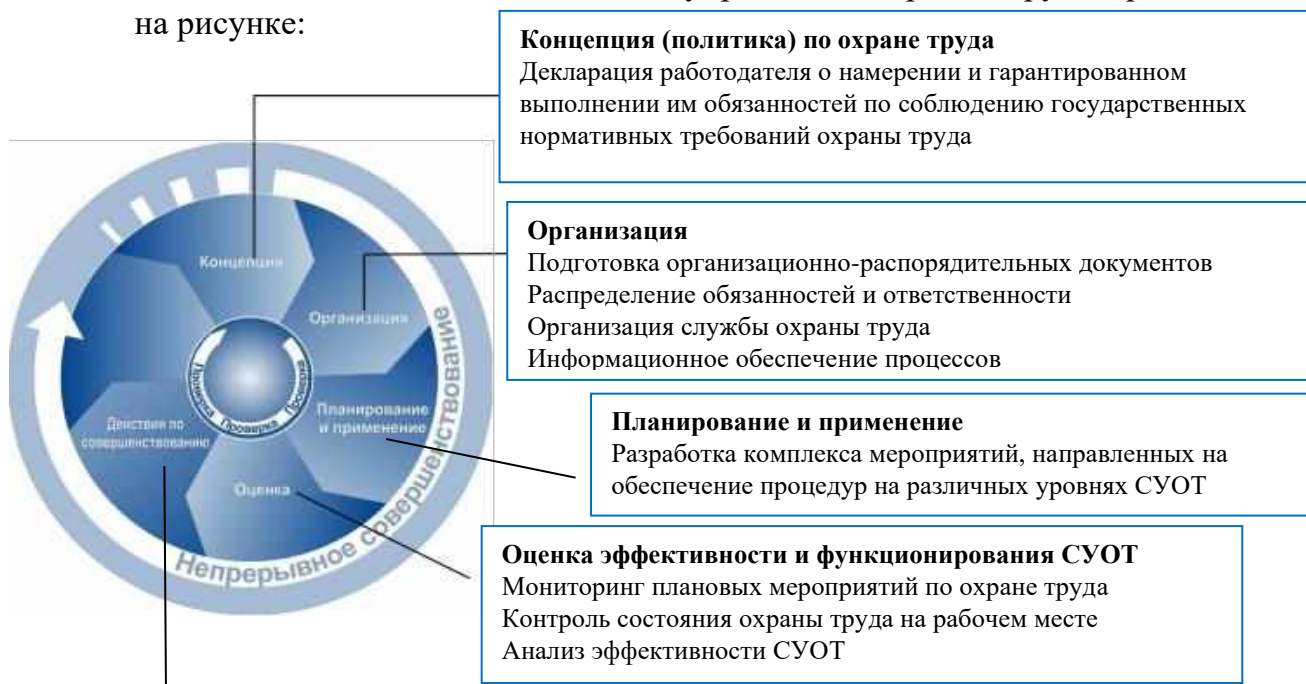 на рисунке:
Концепция (политика) по охране труда
Декларация работодателя о намерении и гарантированном
выполнении им обязанностей по соблюдению государственных
нормативных требований охраны труда
Организация
Подготовка организационно-распорядительных документов
Распределение обязанностей и ответственности
Организация службы охраны труда
Информационное обеспечение процессов
Планирование и применение
Разработка комплекса мероприятий, направленных на
обеспечение процедур на различных уровнях СУОТ
Оценка эффективности и функционирования СУОТ
Мониторинг плановых мероприятий по охране труда
Контроль состояния охраны труда на рабочем месте
Анализ эффективности СУОТ
Концепция
Организация
Планирование
и применение
Оценка
Действия по
совершенствованию
Проверка
Проверка
Проверка
Непрерывное совершенствование